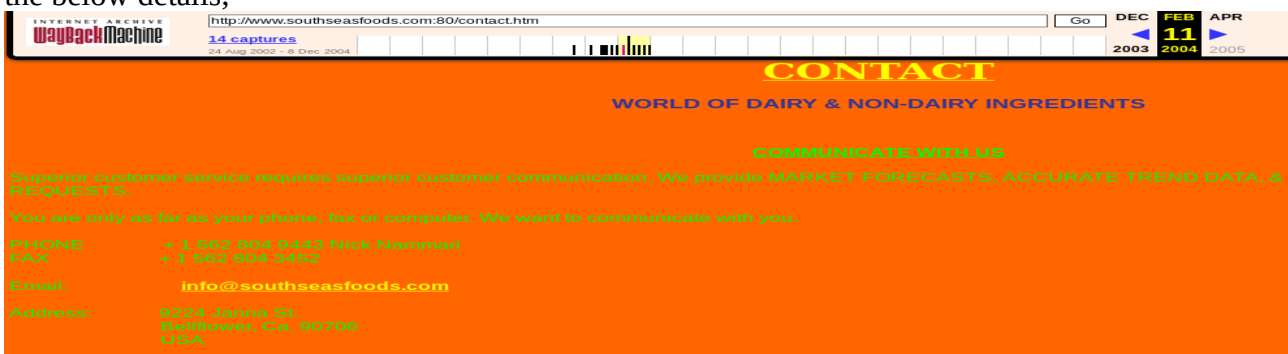 the below details;
INTERNET ARCHIVE
WayBackMachine
http://www.southseasfoods.com:80/contact.htm
Go
DEC FEB APR
14 captures
11
24 Aug 2002 - 8 Dec 2004
2003 2004 2005
CONTACT
WORLD OF DAIRY & NON-DAIRY INGREDIENTS
COMMUNICATE WITH US
Superior customer service requires superior customer communication. We provide MARKET FORECASTS, ACCURATE TREND DATA, &
REQUESTS.
You are only as far as your phone, fax or computer. We want to communicate with you.
PHONE + 1 562 804 9443 Nick Nammari
FAX + 1 562 804 3452
Email: info@southseasfoods.com
Address: 9224 Janna St.
Bellflower, Ca. 90706
USA